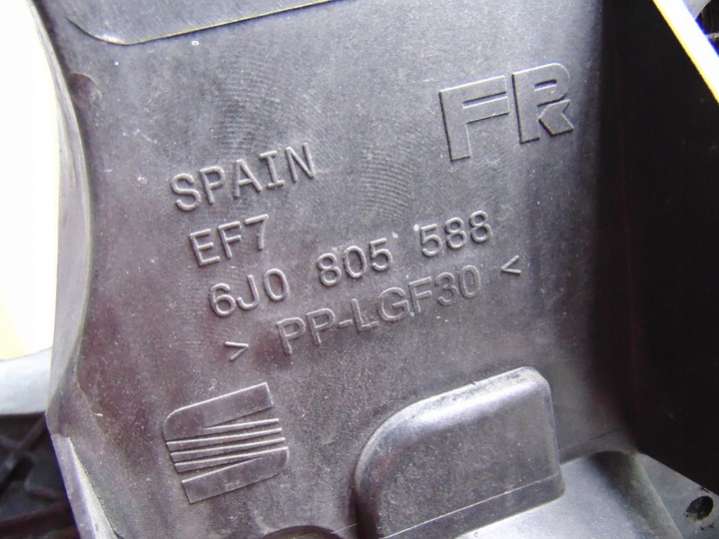 FR
SPAIN
EF7
6J0 805 588
> PP-LGF30 <